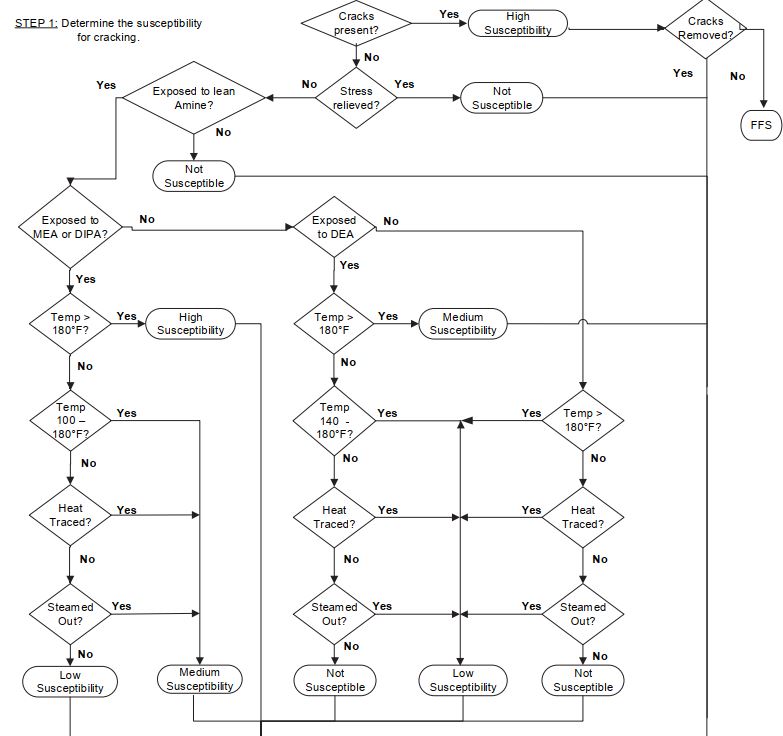 STEP 1: Determine the susceptibility
for cracking.
Cracks
present?
Yes
High
Susceptibility
Cracks
Removed?
No
Yes
No
FFS
Stress
relieved?
Yes
Not
Susceptible
No
Exposed to lean
Amine?
Yes
No
Not
Susceptible
Exposed to
MEA or DIPA?
No
Exposed
to DEA
No
Yes
Yes
Temp >
180°F?
Yes
High
Susceptibility
Temp >
180°F
Yes
Medium
Susceptibility
No
No
Temp
100 –
180°F?
Yes
Temp
140 -
180°F?
Yes
Yes
Temp >
180°F?
No
No
No
Heat
Traced?
Yes
Heat
Traced?
Yes
Yes
Heat
Traced?
No
No
No
Steamed
Out?
Yes
Steamed
Out?
Yes
Yes
Steamed
Out?
No
No
No
Low
Susceptibility
Medium
Susceptibility
Not
Susceptible
Low
Susceptibility
Not
Susceptible